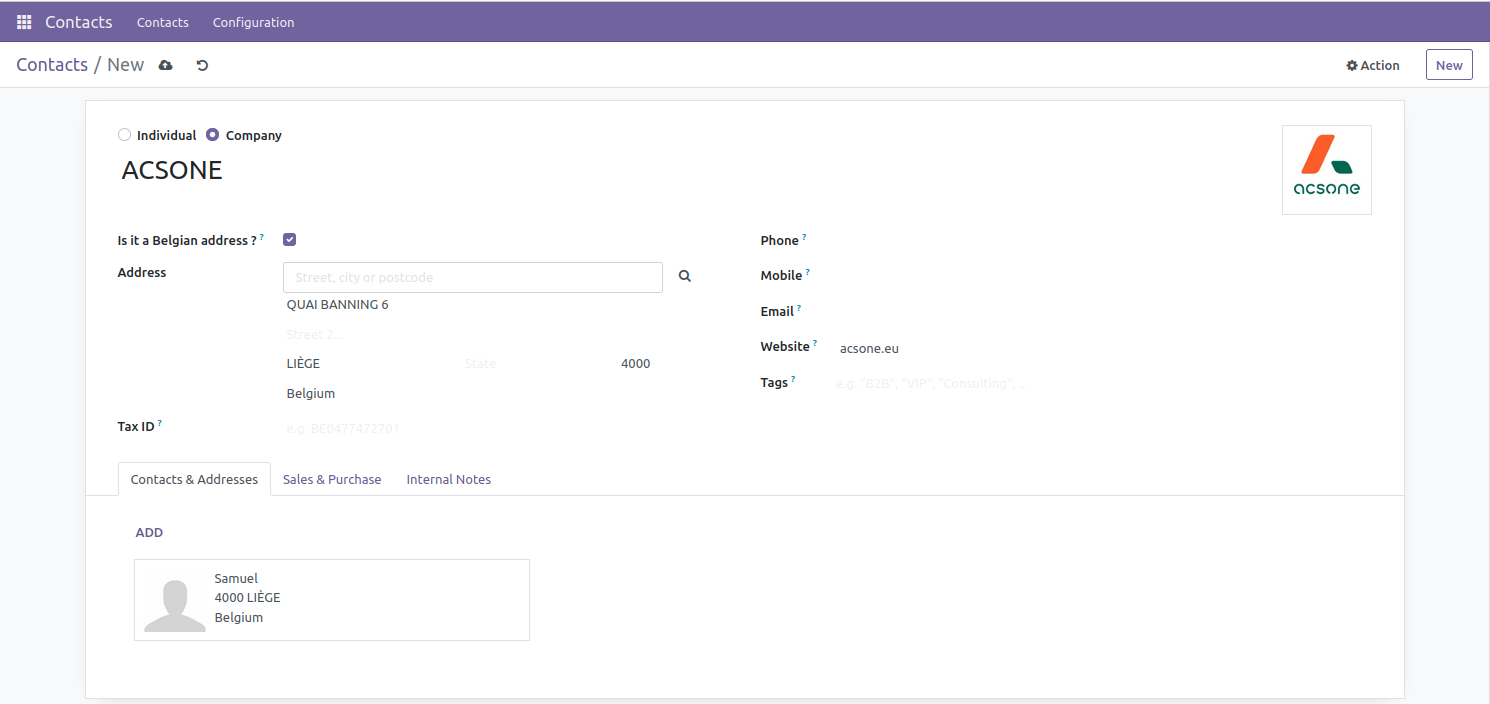 Contacts Contacts Configuration
Contacts / New Action New
Individual Company
ACSONE
acsone
Is it a Belgian address ? ?
Address Street, city or postcode
QUAI BANNING 6
Street 2...
LIÈGE State 4000
Belgium
Tax ID ? e.g. BE0477472701
Phone ?
Mobile ?
Email ?
Website ? acsone.eu
Tags ? e.g. "B2B", "VIP", "Consulting", ...
Contacts & Addresses Sales & Purchase Internal Notes
ADD
Samuel
4000 LIÈGE
Belgium